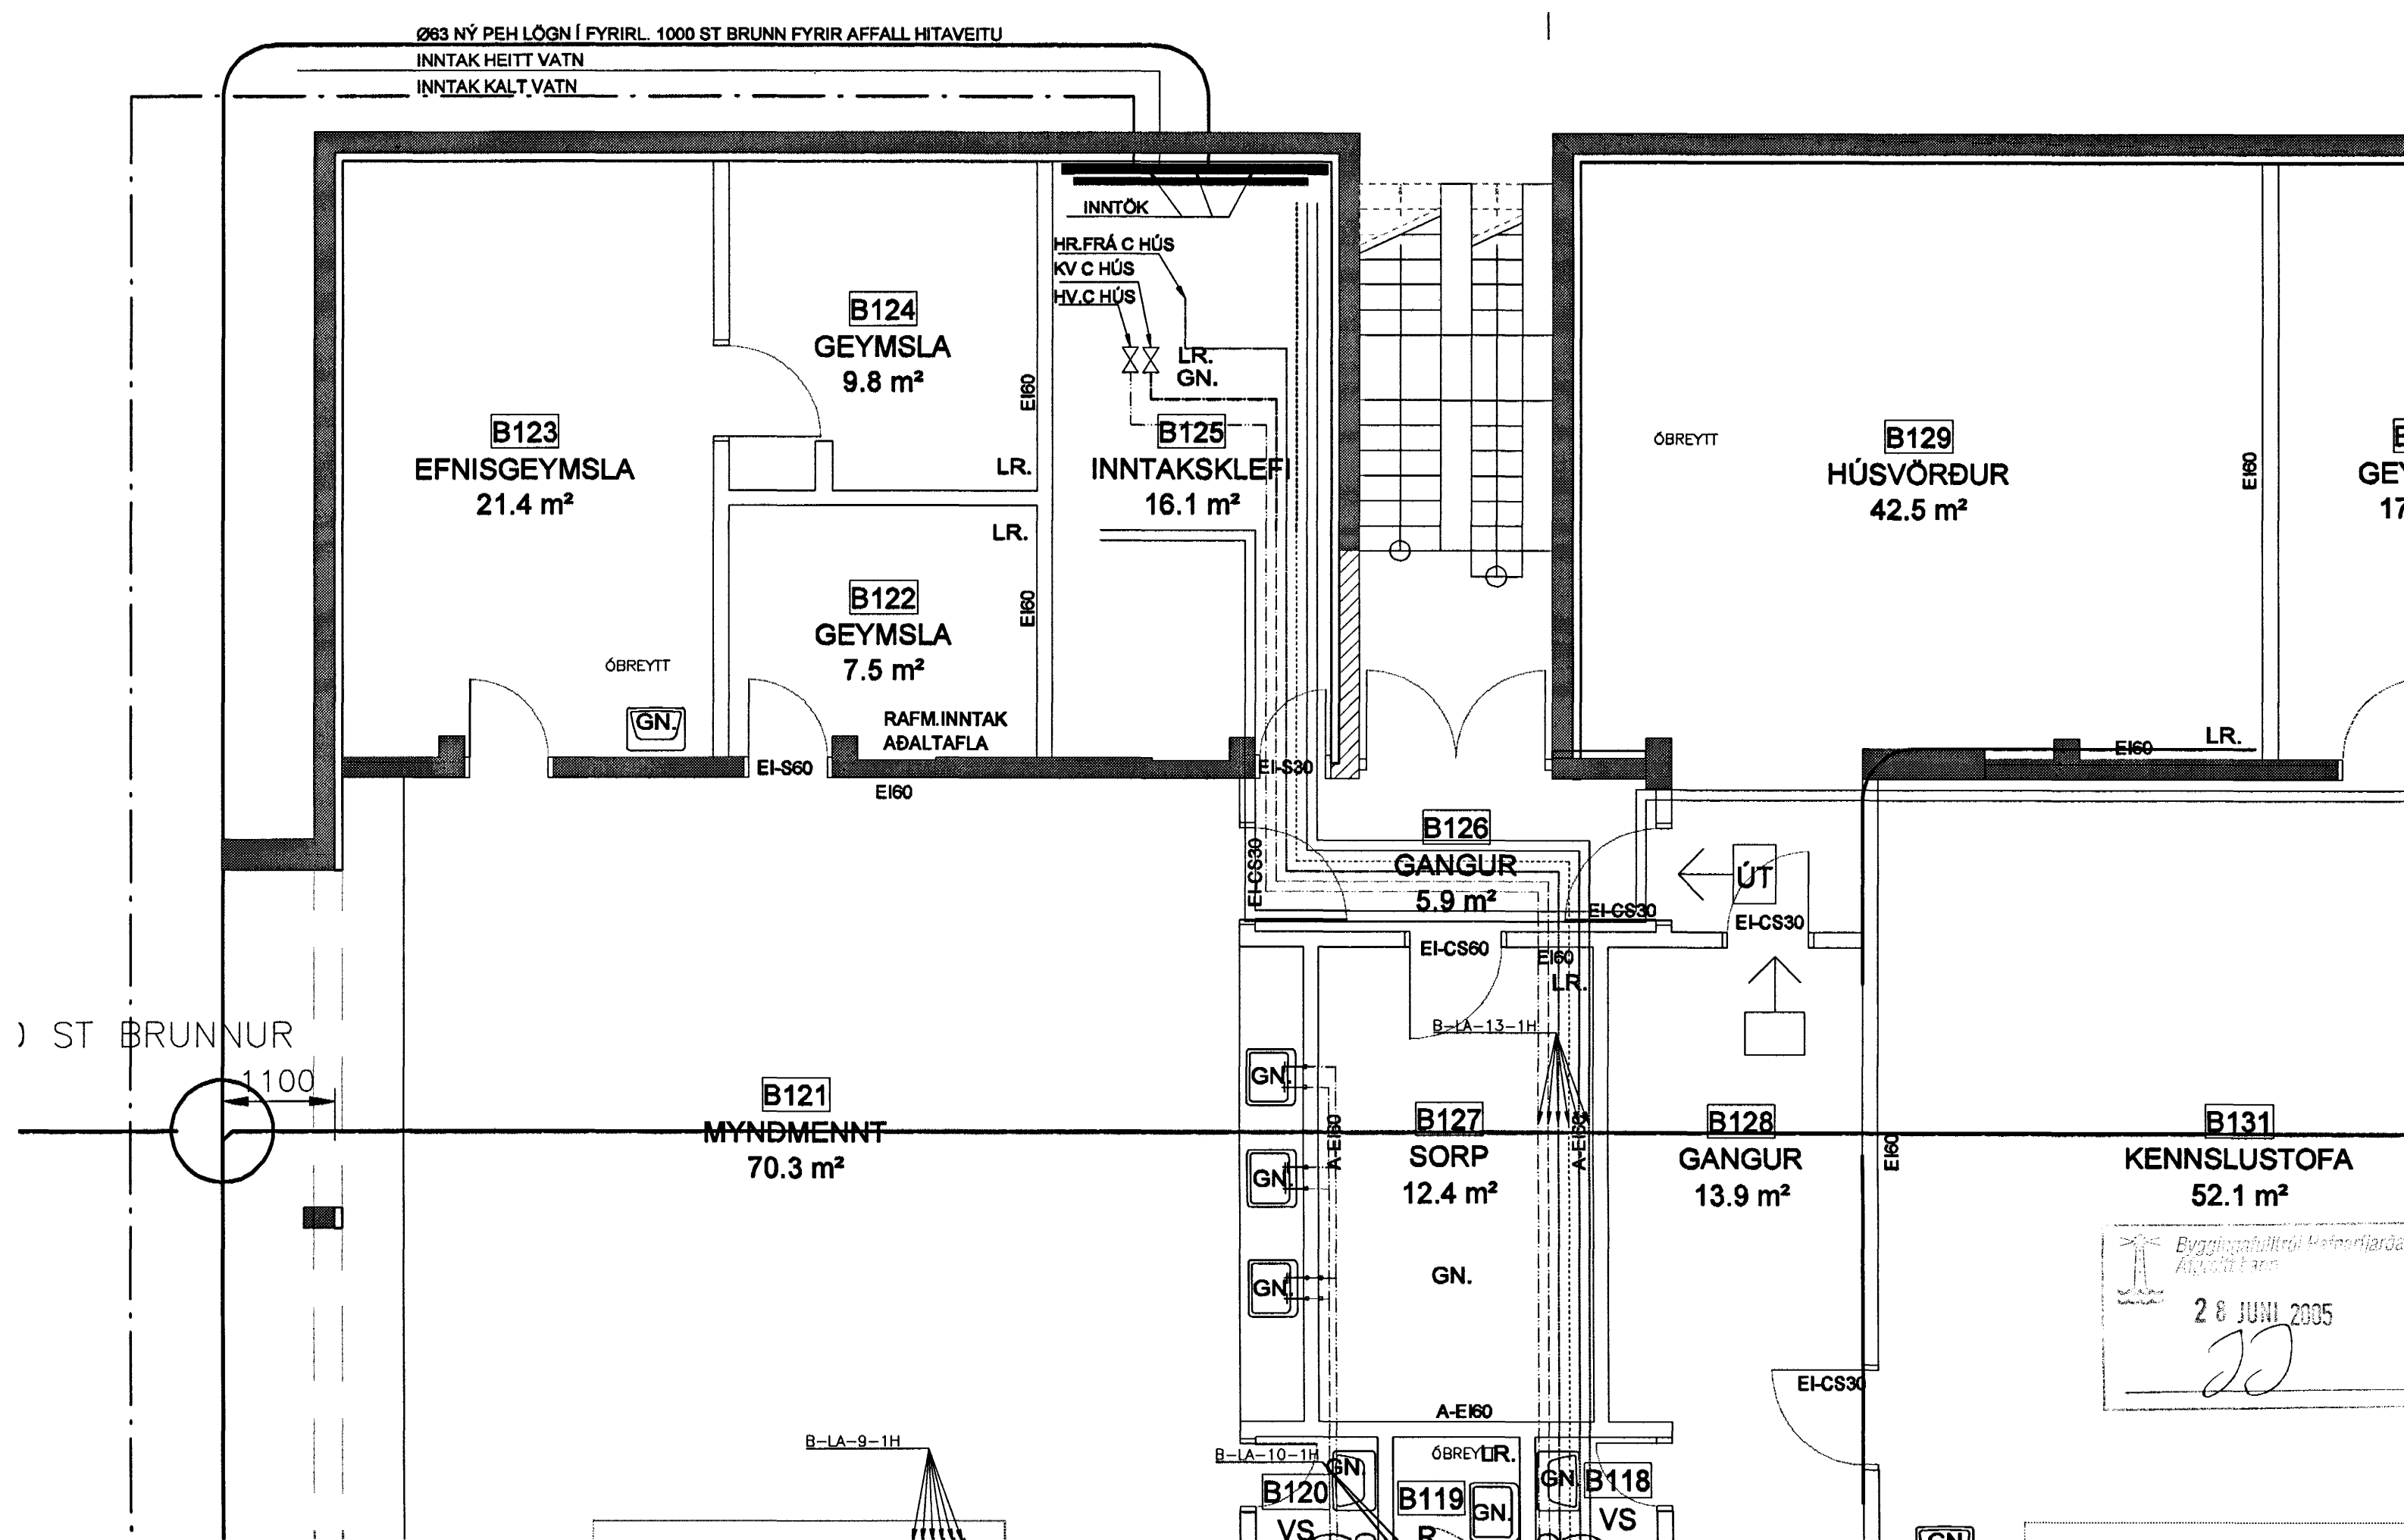 Ø63 NÝ PEH LÖGN Í FYRIRL. 1000 ST BRUNN FYRIR AFFALL HITAVEITU
INNTAK HEITT VATN
INNTAK KALT VATN
INNTÖK
HR.FRÁ C HÚS
KV C HÚS
HV.C HÚS
LR.
GN.
B124
GEYMSLA
9.8 m²
EI60
LR.
B123
EFNISGEYMSLA
21.4 m²
B125
INNTAKSKLEFI
16.1 m²
ÓBREYTT
B129
HÚSVÖRÐUR
42.5 m²
EI60
LR.
B122
GEYMSLA
7.5 m²
EI60
ÓBREYTT
GN.
RAFM.INNTAK
AÐALTAFLA
EI-S60
EI60
EI-S30
EI60
LR.
B126
GANGUR
5.9 m²
EI-CS30
ÚT
EI-CS30
EI-CS30
EI-CS60
EI60
LR.
B-LA-13-1H
ST BRUNNUR
1100
B121
MYNDMENNT
70.3 m²
GN.
GN.
GN.
A-EI60
B127
SORP
12.4 m²
GN.
A-EI60
B128
GANGUR
13.9 m²
EI60
B131
KENNSLUSTOFA
52.1 m²
28 JUNI 2005
EI-CS30
A-EI60
B-LA-9-1H
B-LA-10-1H
ÓBREYTT
LR.
GN.
B120
VS
B119
GN.
GN.
B118
VS
GN